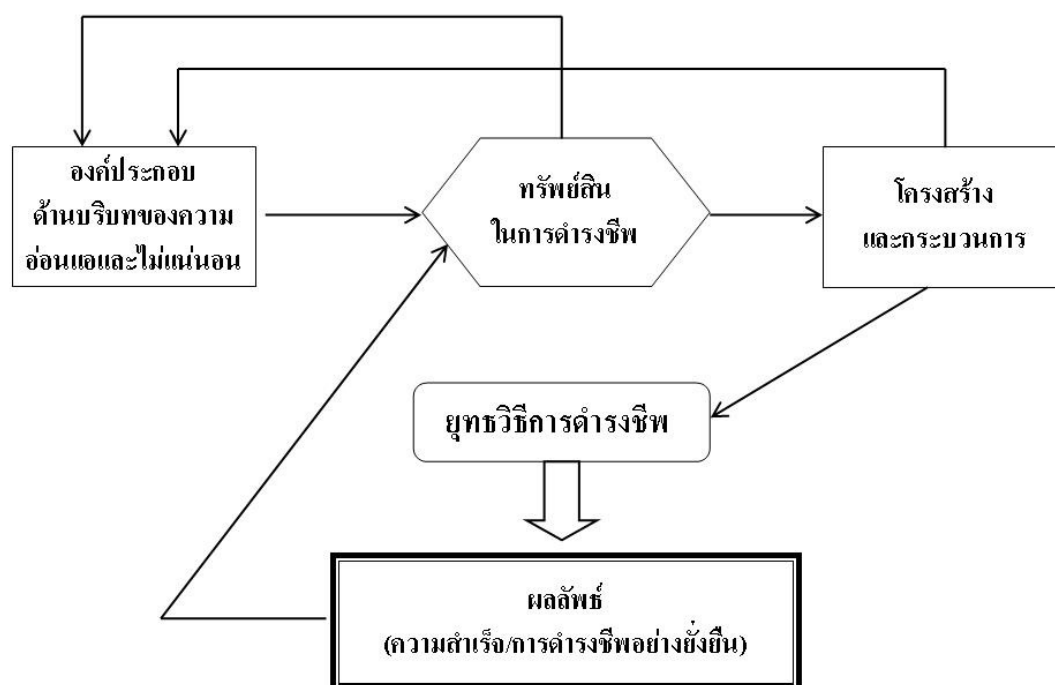 องค์ประกอบ
ด้านบริบทของความ
อ่อนแอและไม่แน่นอน
ทรัพย์สิน
ในการดำรงชีพ
โครงสร้าง
และกระบวนการ
ยุทธวิธีการดำรงชีพ
ผลลัพธ์
(ความสำเร็จ/การดำรงชีพอย่างยั่งยืน)